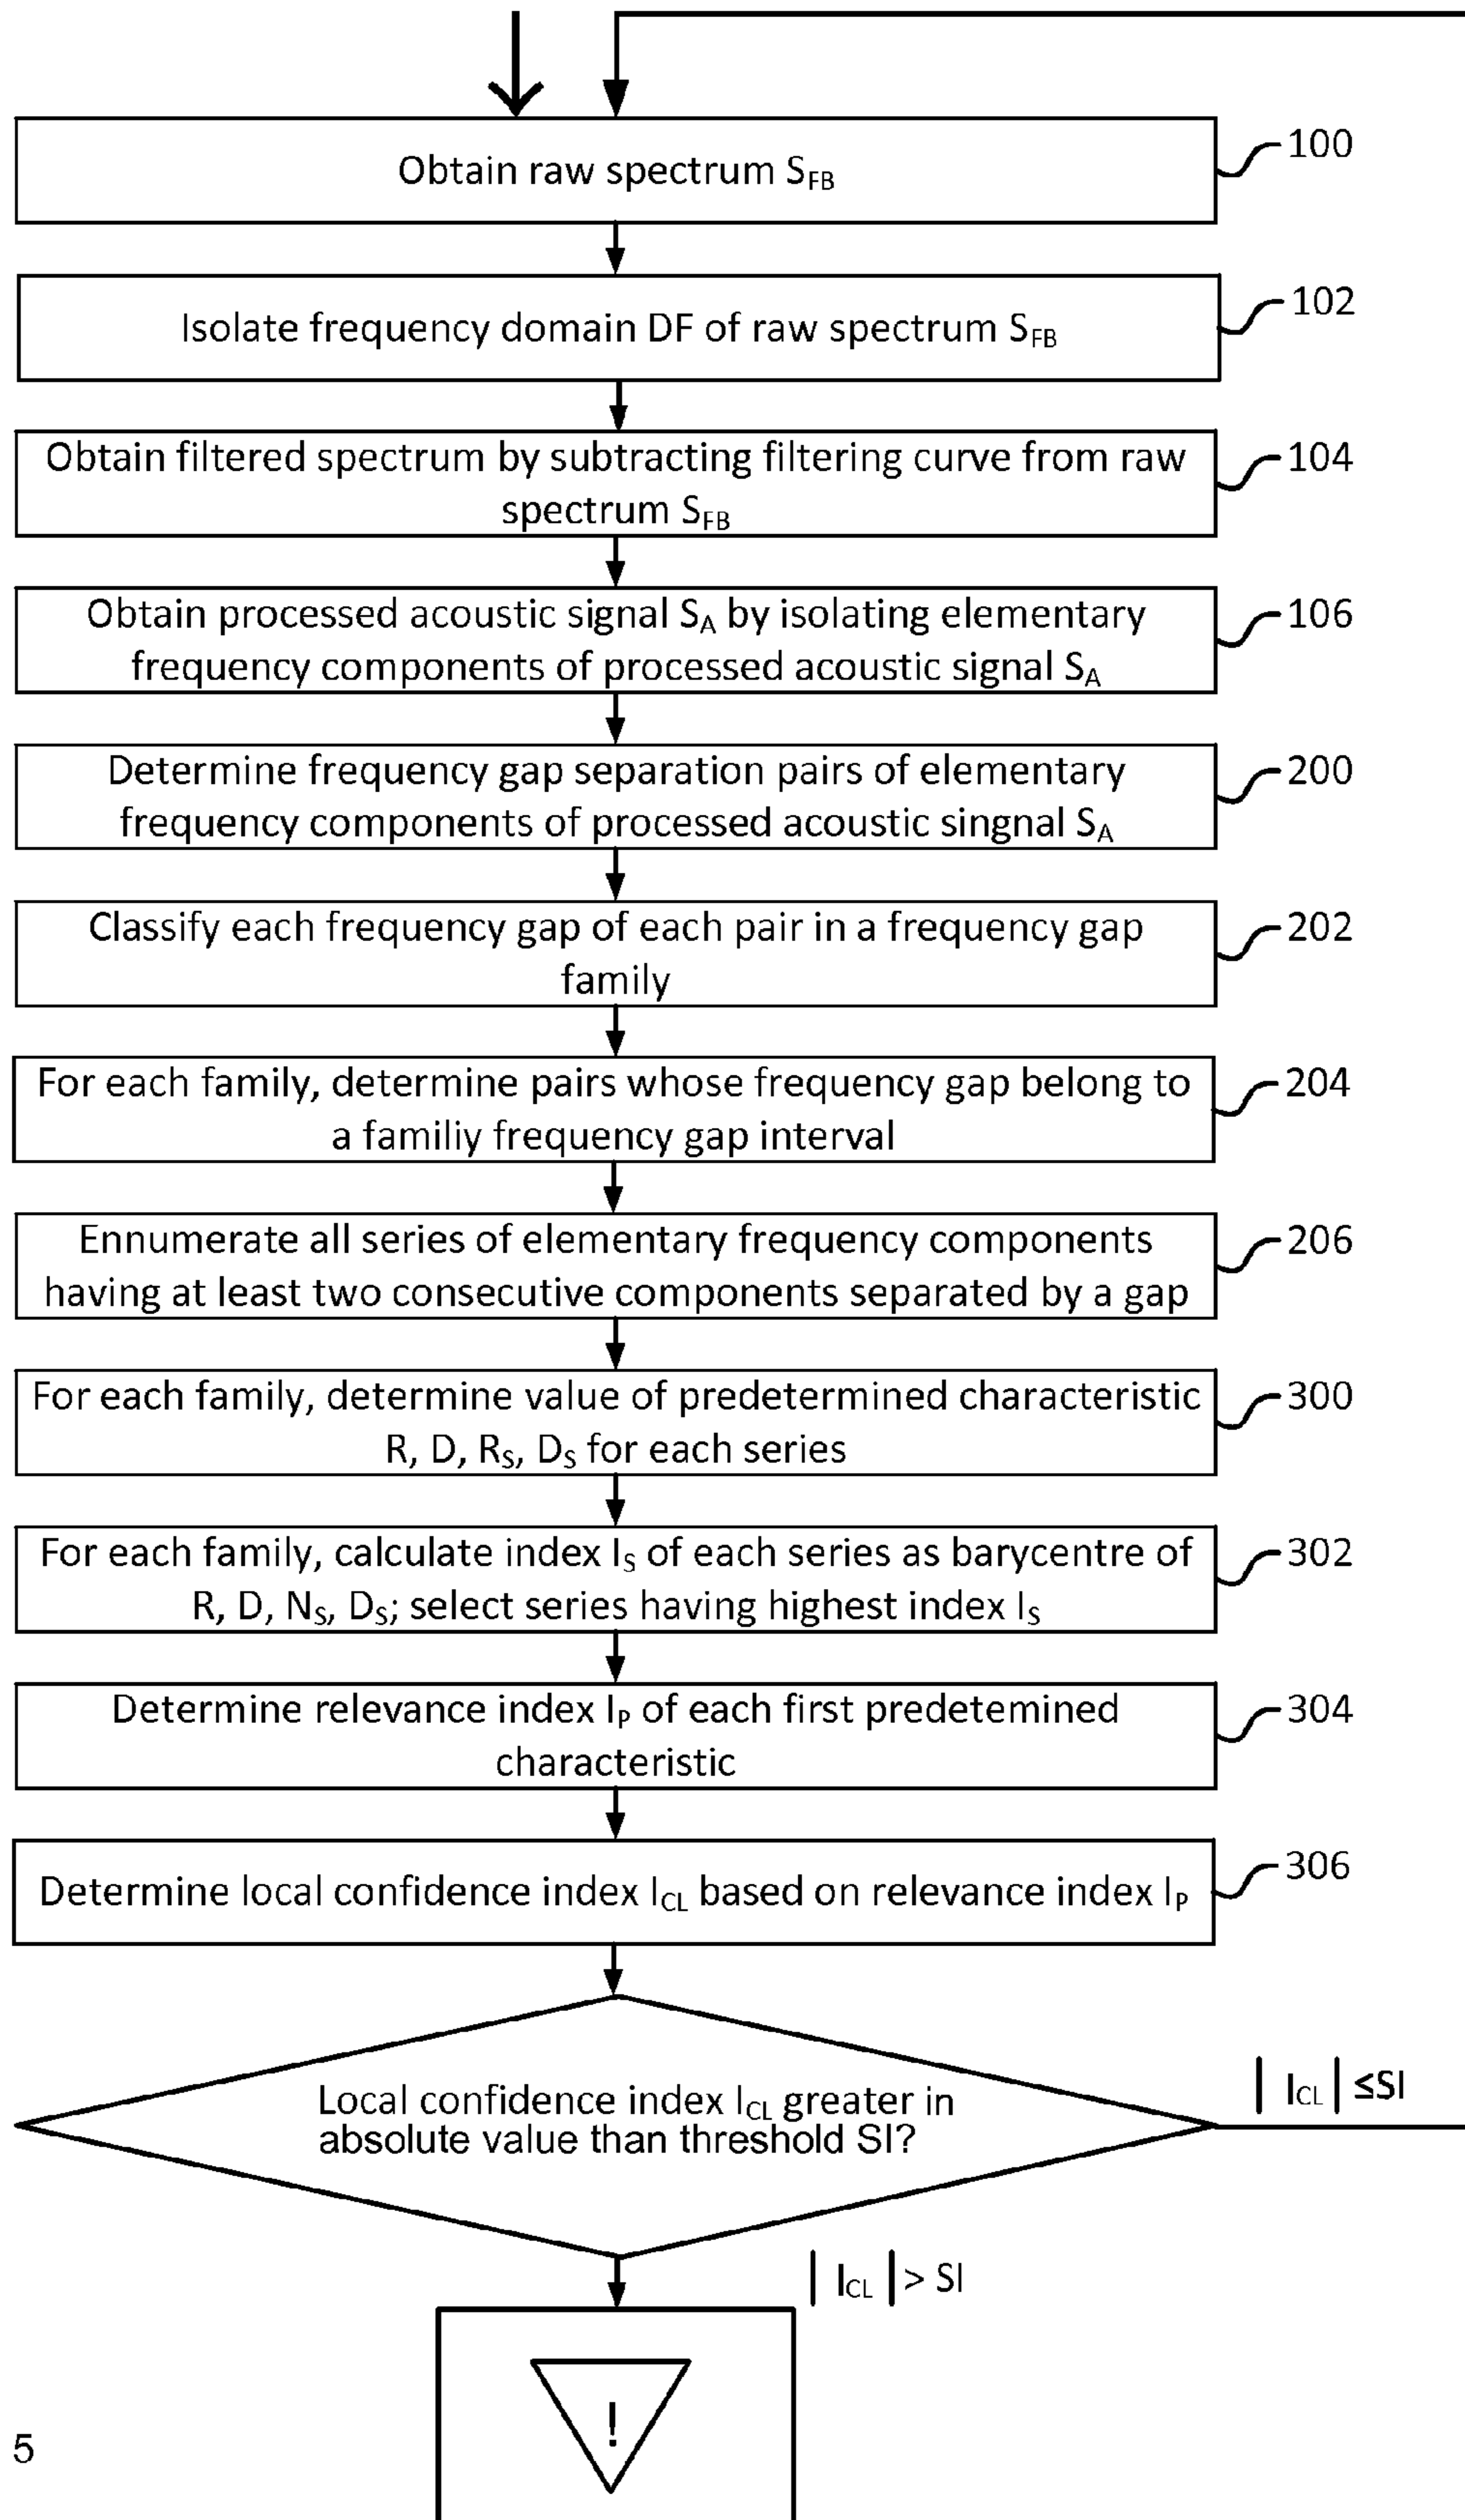 Obtain raw spectrum SFB
100
Isolate frequency domain DF of raw spectrum SFB
102
Obtain filtered spectrum by subtracting filtering curve from raw
spectrum SFB
104
Obtain processed acoustic signal SA by isolating elementary
frequency components of processed acoustic signal SA
106
Determine frequency gap separation pairs of elementary
frequency components of processed acoustic singnal SA
200
Classify each frequency gap of each pair in a frequency gap
family
202
For each family, determine pairs whose frequency gap belong to
a familiy frequency gap interval
204
Ennumerate all series of elementary frequency components
having at least two consecutive components separated by a gap
206
For each family, determine value of predetermined characteristic
R, D, RS, DS for each series
300
For each family, calculate index IS of each series as barycentre of
R, D, NS, DS; select series having highest index IS
302
Determine relevance index IP of each first predetemined
characteristic
304
Determine local confidence index ICL based on relevance index IP
306
Local confidence index ICL greater in
absolute value than threshold SI?
| ICL | ≤SI
| ICL | > SI
!
5